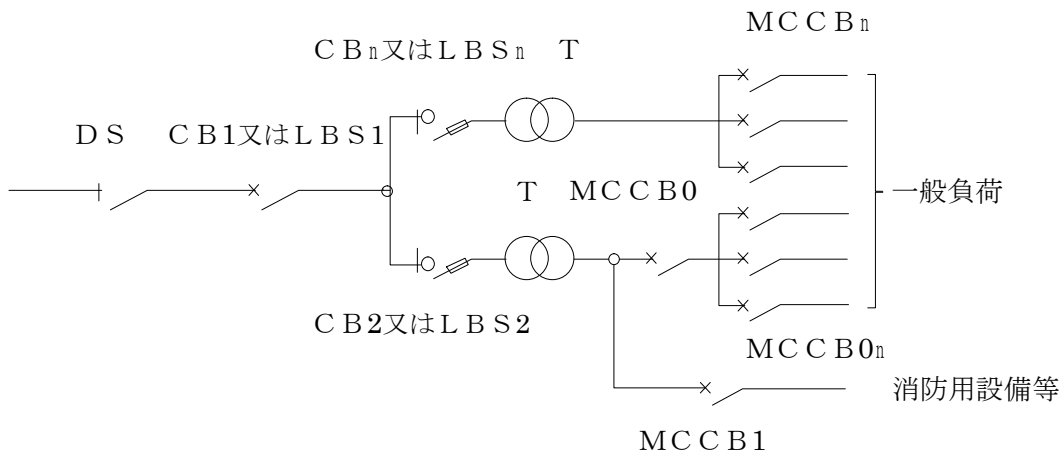 MCCBn
CBn又はLBSn T
DS CB1又はLBS1
T MCCB0
一般負荷
CB2又はLBS2
MCCB0n
消防用設備等
MCCB1